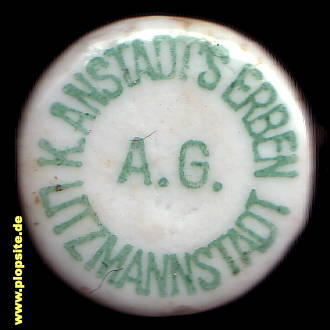 K. ANSTADT'S ERBEN
A.G.
LITZMANNSTADT
www.plopsite.de